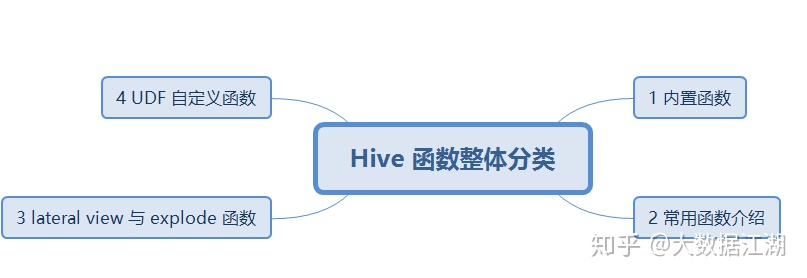 4 UDF 自定义函数
1 内置函数
Hive 函数整体分类
3 lateral view 与 explode 函数
2 常用函数介绍
知乎 @大数据江湖